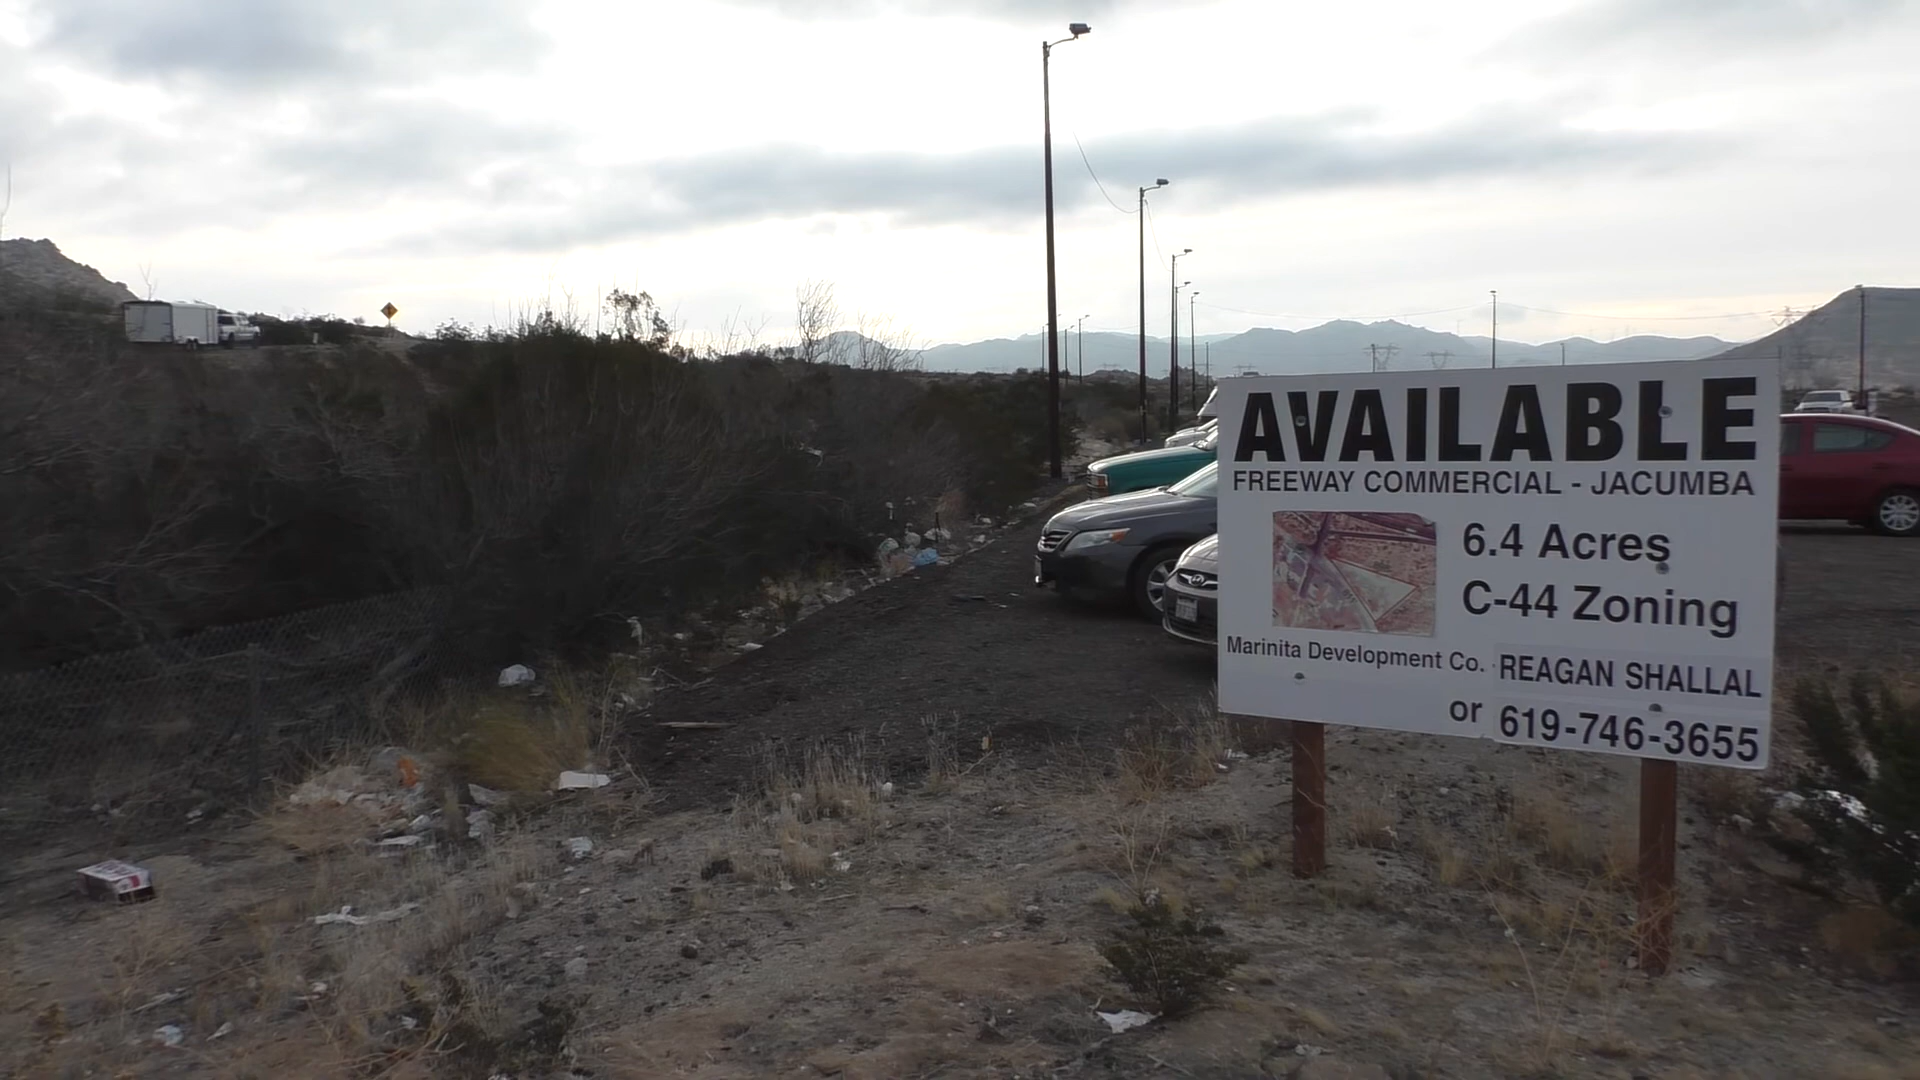 AVAILABLE
FREEWAY COMMERCIAL - JACUMBA
6.4 Acres
C-44 Zoning
Marinita Development Co. REAGAN SHALLAL
or 619-746-3655